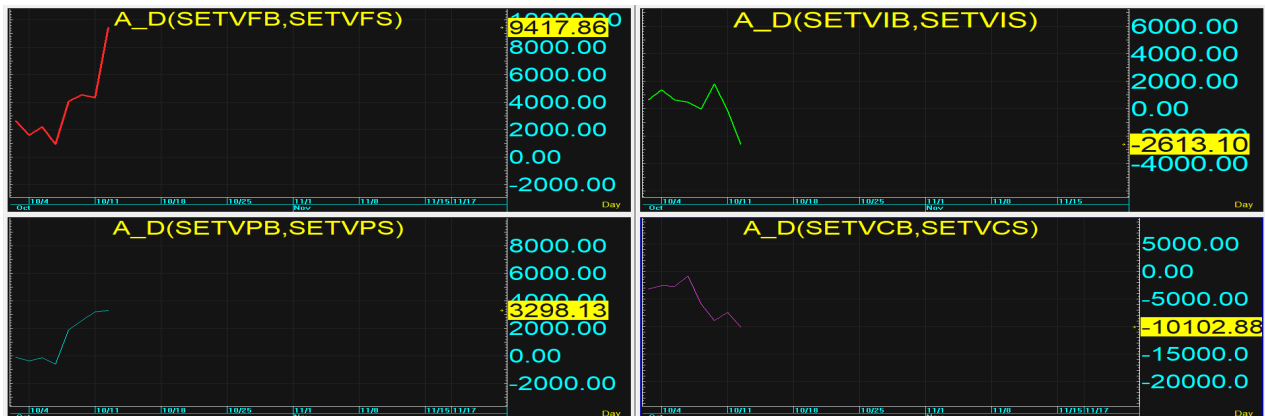 A_D(SETVFB,SETVFS)
9417.86
8000.00
6000.00
4000.00
2000.00
0.00
-2000.00
10/4 10/11 10/18 10/25 11/1 11/8 11/15 11/17
Oct Nov Day
A_D(SETVIB,SETVIS)
6000.00
4000.00
2000.00
0.00
-2613.10
-4000.00
10/4 10/11 10/18 10/25 11/1 11/8 11/15
Oct Nov Day
A_D(SETVPB,SETVPS)
8000.00
6000.00
4000.00
3298.13
2000.00
0.00
-2000.00
10/4 10/11 10/18 10/25 11/1 11/8 11/15 11/17
Day
A_D(SETVCB,SETVCS)
5000.00
0.00
-5000.00
-10102.88
-15000.0
-20000.0
10/4 10/11 10/18 10/25 11/1 11/8 11/15 11/17
Day